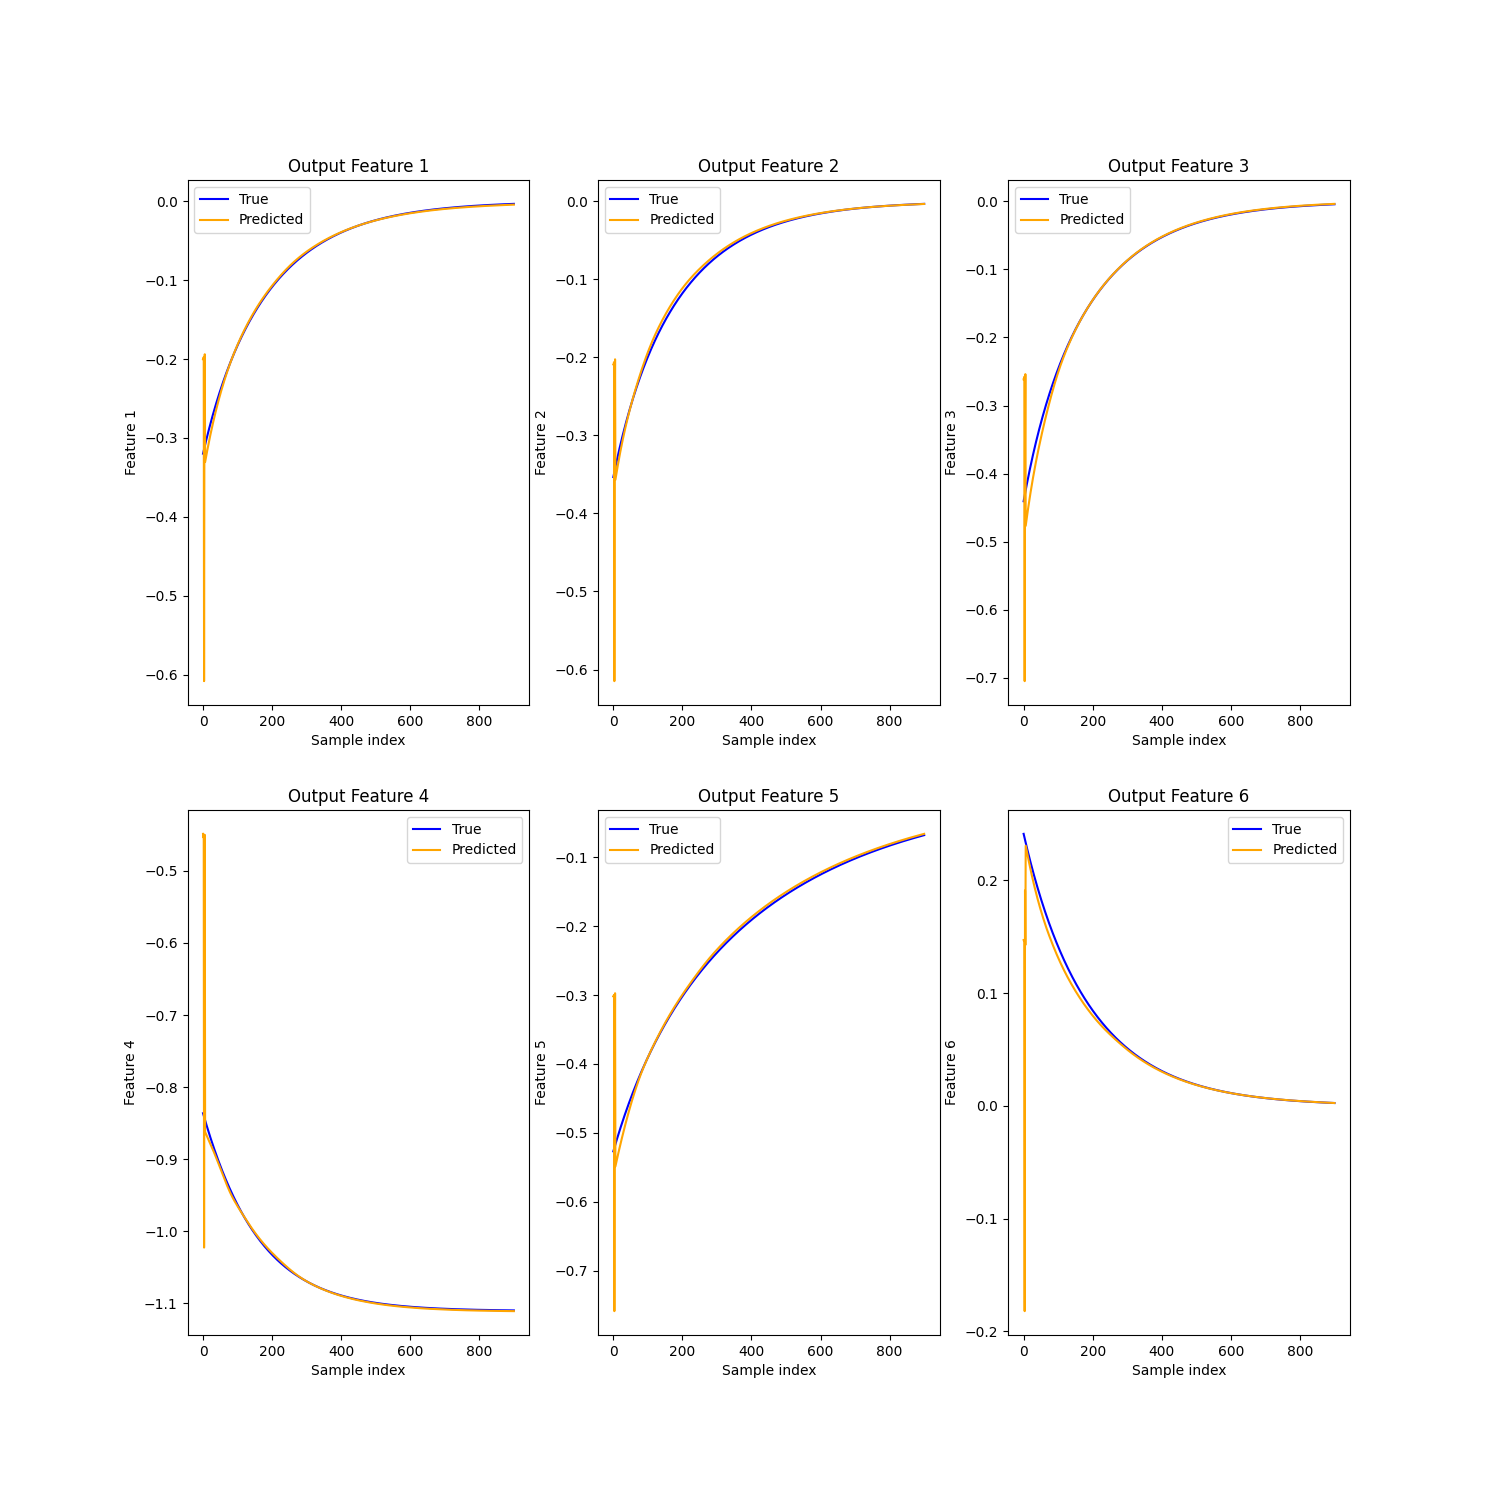 Output Feature 1
True
Predicted
0.0
−0.1
−0.2
−0.3
−0.4
−0.5
−0.6
Feature 1
0 200 400 600 800
Sample index
Output Feature 2
True
Predicted
0.0
−0.1
−0.2
−0.3
−0.4
−0.5
−0.6
Feature 2
0 200 400 600 800
Sample index
Output Feature 3
True
Predicted
0.0
−0.1
−0.2
−0.3
−0.4
−0.5
−0.6
−0.7
Feature 3
0 200 400 600 800
Sample index
Output Feature 4
True
Predicted
−0.5
−0.6
−0.7
−0.8
−0.9
−1.0
−1.1
Feature 4
0 200 400 600 800
Sample index
Output Feature 5
True
Predicted
−0.1
−0.2
−0.3
−0.4
−0.5
−0.6
−0.7
Feature 5
0 200 400 600 800
Sample index
Output Feature 6
True
Predicted
0.2
0.1
0.0
−0.1
−0.2
Feature 6
0 200 400 600 800
Sample index